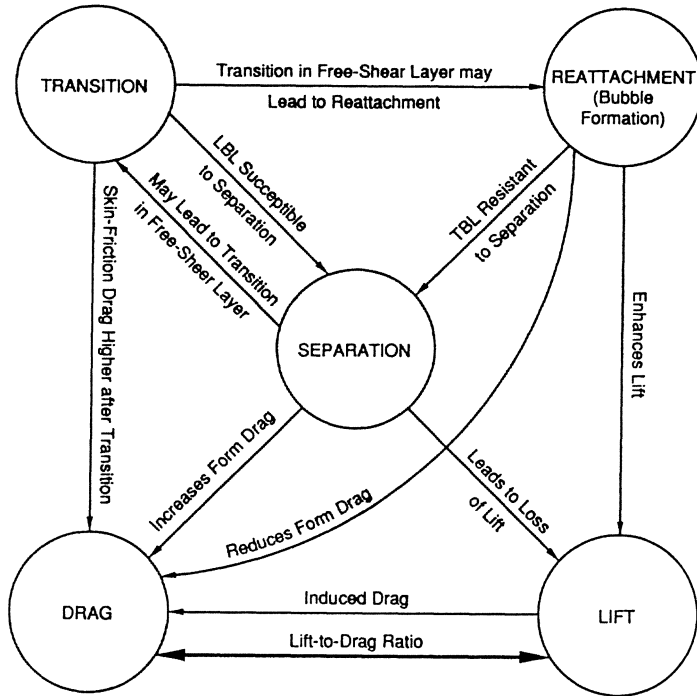 TRANSITION
Transition in Free-Shear Layer may
Lead to Reattachment
REATTACHMENT
(Bubble
Formation)
LBL Succeptible
to Separation
May Lead to Transition
in Free-Sheer Layer
TBL Resistant
to Separation
Skin-Friction Drag Higher after Transition
SEPARATION
Enhances Lift
Increases Form Drag
Reduces Form Drag
Leads to Loss
of Lift
DRAG
Induced Drag
Lift-to-Drag Ratio
LIFT